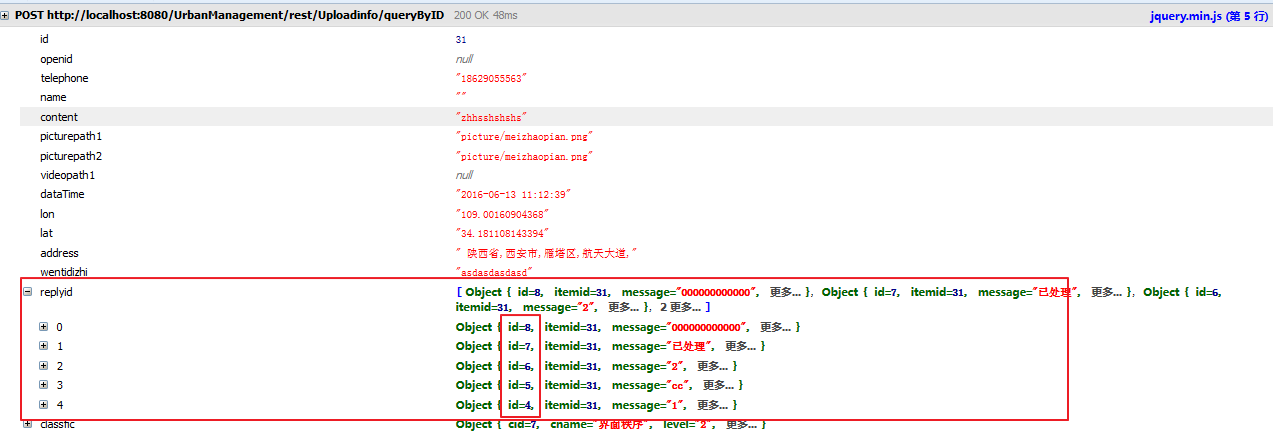 POST http://localhost:8080/UrbanManagement/rest/Uploadinfo/queryByID 200 OK 48ms jquery.min.js (第 5 行)
id 31
openid null
telephone "18629055563"
name ""
content "zhhsshshshs"
picturepath1 "picture/meizhaopian.png"
picturepath2 "picture/meizhaopian.png"
videopath1 null
dataTime "2016-06-13 11:12:39"
lon "109.00160904368"
lat "34.181108143394"
address " 陕西省,西安市,雁塔区,航天大道,"
wentidizhi "asdasdasdasd"
replyid [ Object { id=8, itemid=31, message="000000000000", 更多... }, Object { id=7, itemid=31, message="已处理", 更多... }, Object { id=6,
itemid=31, message="2", 更多... }, 2 更多... ]
0 Object { id=8, itemid=31, message="000000000000", 更多... }
1 Object { id=7, itemid=31, message="已处理", 更多... }
2 Object { id=6, itemid=31, message="2", 更多... }
3 Object { id=5, itemid=31, message="cc", 更多... }
4 Object { id=4, itemid=31, message="1", 更多... }
classfic Object { cid=7, cname="界面秩序", level="2", 更多... }